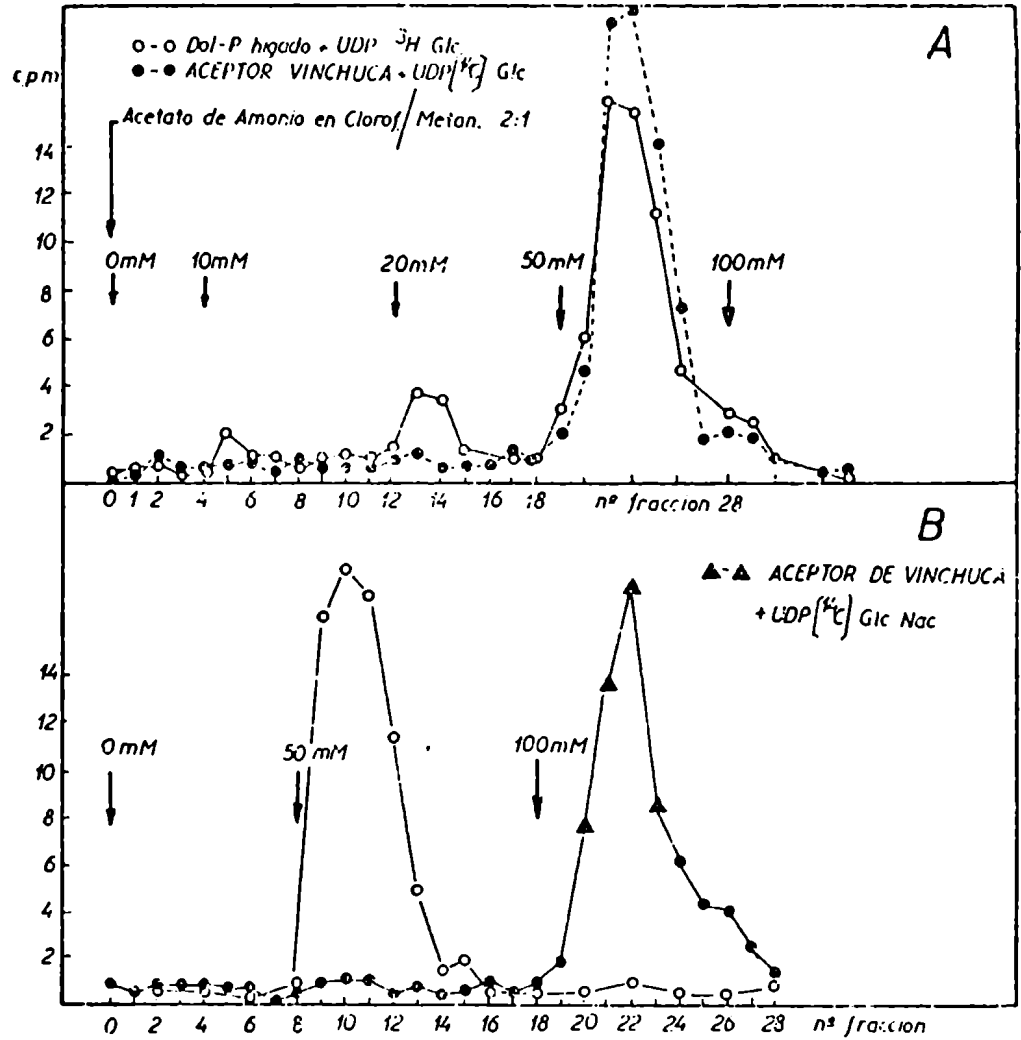 A
o-o Dol-P higado + UDP ³H Glc
●-● ACEPTOR VINCHUCA + UDP[¹⁴C] Glc
cpm
Acetato de Amonio en Clorof./Metan. 2:1
14
12
10
8
6
4
2
0mM 10mM 20mM 50mM 100mM
0 1 2 4 6 8 10 12 14 16 18 nº fraccion 28
B
▲-▲ ACEPTOR DE VINCHUCA
+ UDP[¹⁴C] Glc Nac
14
12
10
8
6
4
2
0mM 50mM 100mM
0 2 4 6 8 10 12 14 16 18 20 22 24 26 28 nº fraccion